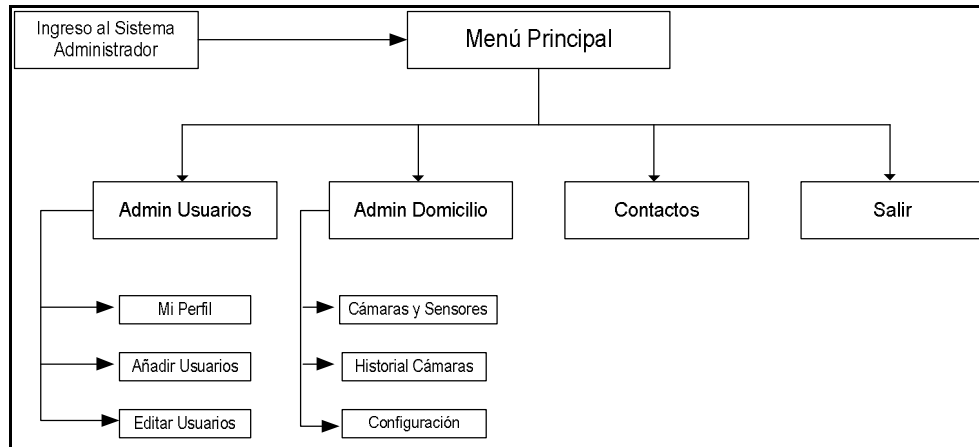 Ingreso al Sistema
Administrador
Menú Principal
Admin Usuarios
Admin Domicilio
Contactos
Salir
Mi Perfil
Cámaras y Sensores
Añadir Usuarios
Historial Cámaras
Editar Usuarios
Configuración